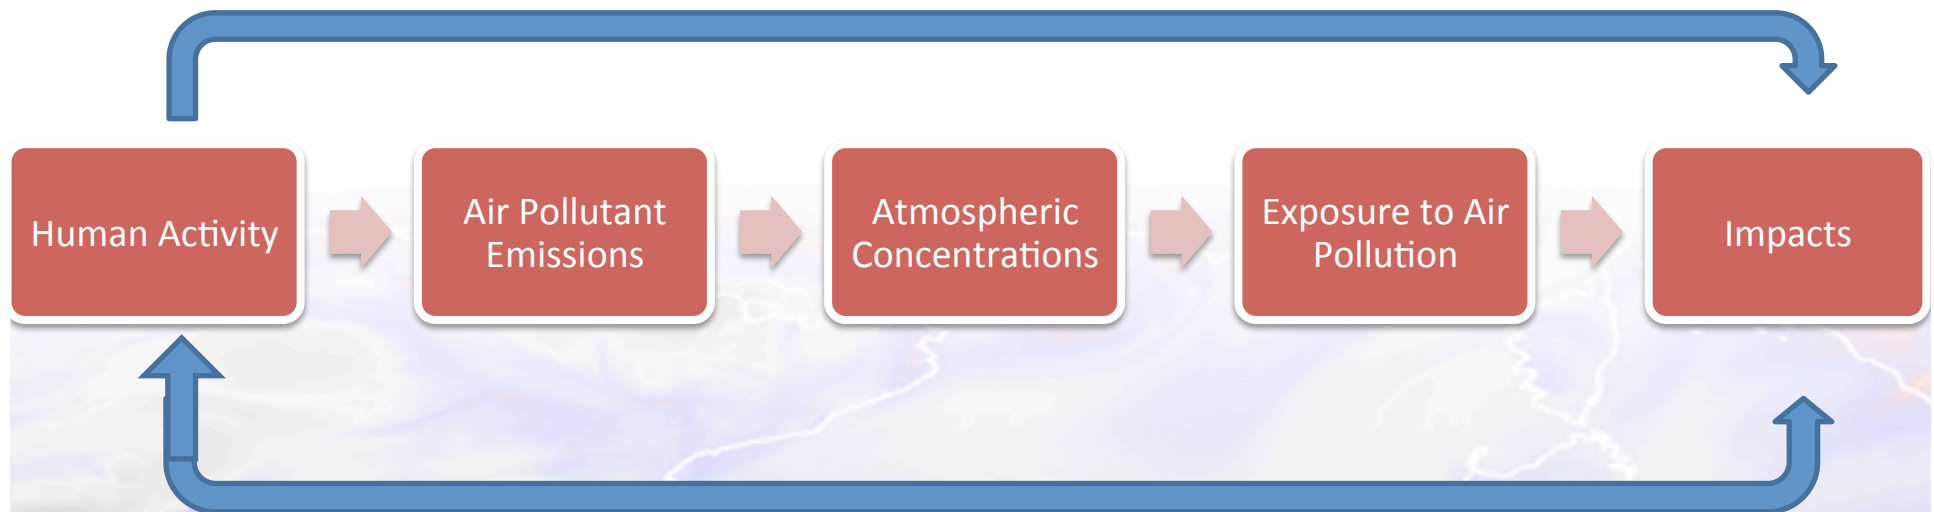 Human Activity
Air Pollutant
Emissions
Atmospheric
Concentrations
Exposure to Air
Pollution
Impacts